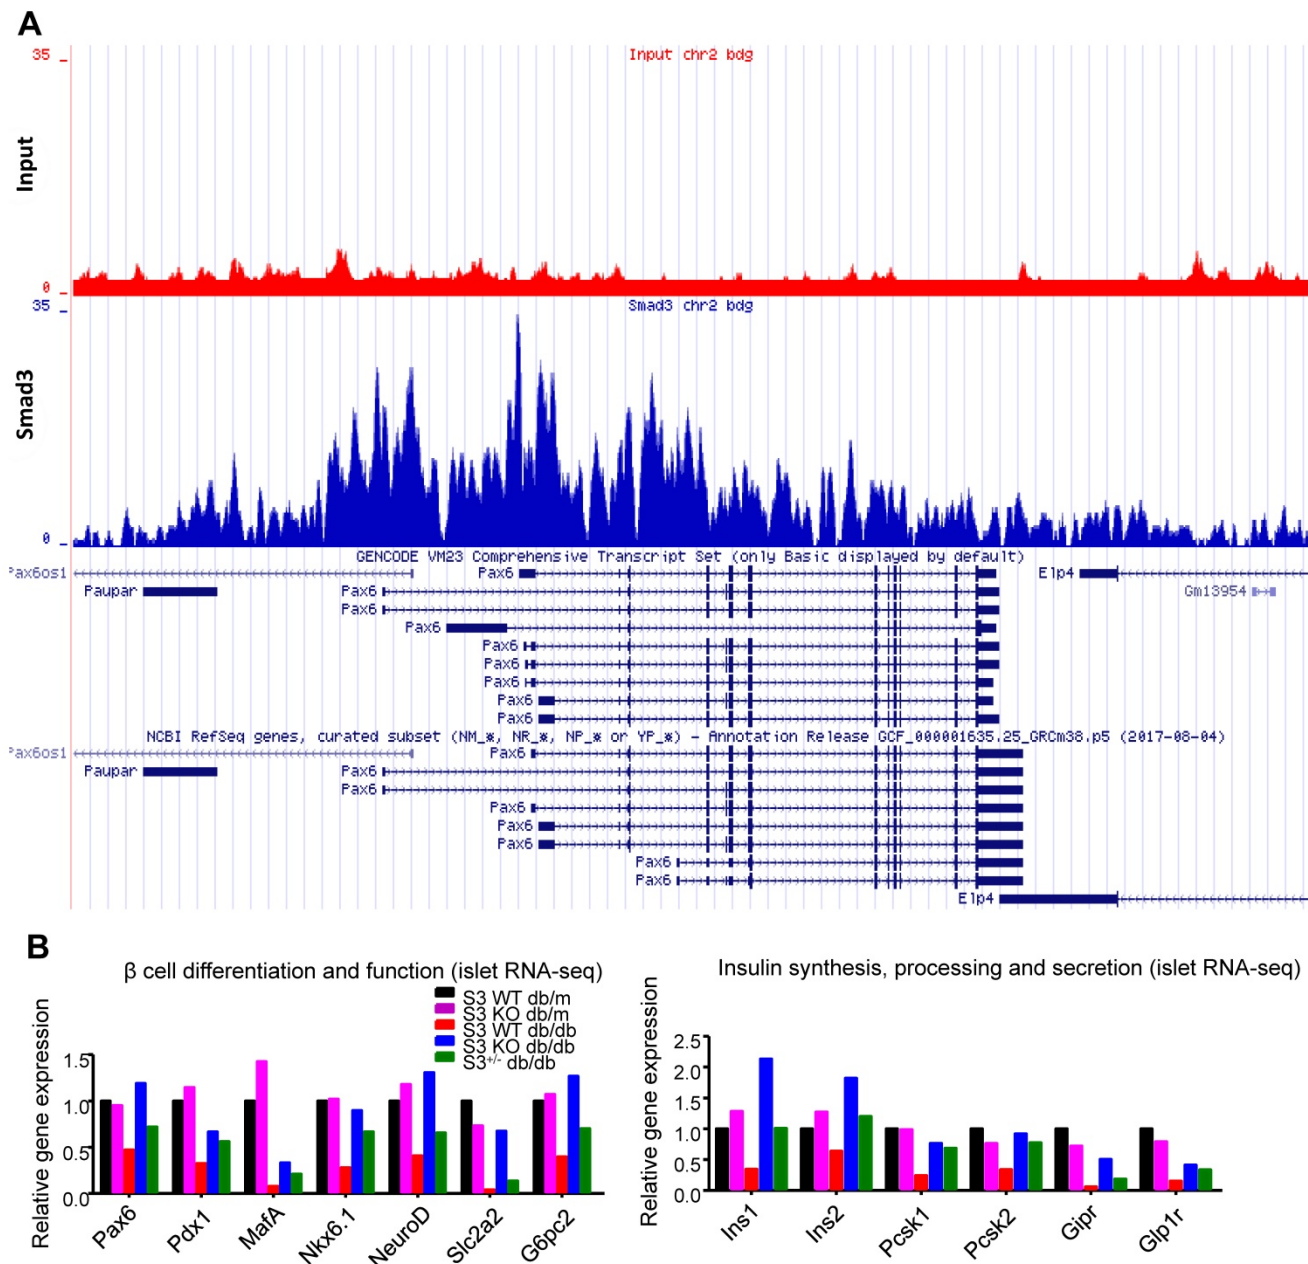 A
35
Input chr2 bdg
Input
0
35
Smad3 chr2 bdg
Smad3
0
GENCODE VM23 Comprehensive Transcript Set (only Basic displayed by default)
Pax6os1 Pax6 Elp4
Paupar Pax6 Gm13954
Pax6
Pax6
Pax6
Pax6
Pax6
Pax6
Pax6
NCBI RefSeq genes, curated subset (NM_*, NR_*, NP_* or YP_*) - Annotation Release GCF_000001635.25_GRCm38.p5 (2017-08-04)
Pax6os1 Pax6
Paupar Pax6
Pax6
Pax6
Pax6
Pax6
Pax6
Pax6
Elp4
B
β cell differentiation and function (islet RNA-seq)
S3 WT db/m
S3 KO db/m
S3 WT db/db
S3 KO db/db
S3+/- db/db
Relative gene expression
1.5
1.0
0.5
0.0
Pax6 Pdx1 MafA Nkx6.1 NeuroD Slc2a2 G6pc2
Insulin synthesis, processing and secretion (islet RNA-seq)
Relative gene expression
2.5
2.0
1.5
1.0
0.5
0.0
Ins1 Ins2 Pcsk1 Pcsk2 Gipr Glp1r